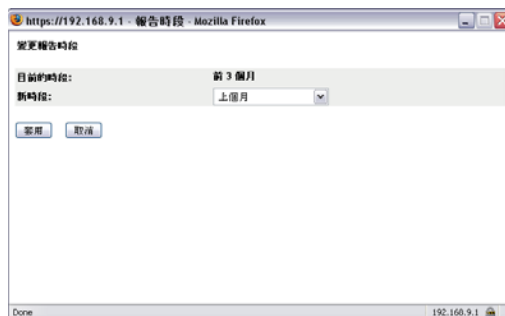 https://192.168.9.1 - 報告時段 - Mozilla Firefox
變更報告時段
目前的時段: 前 3 個月
新時段: 上個月
套用 取消
Done 192.168.9.1